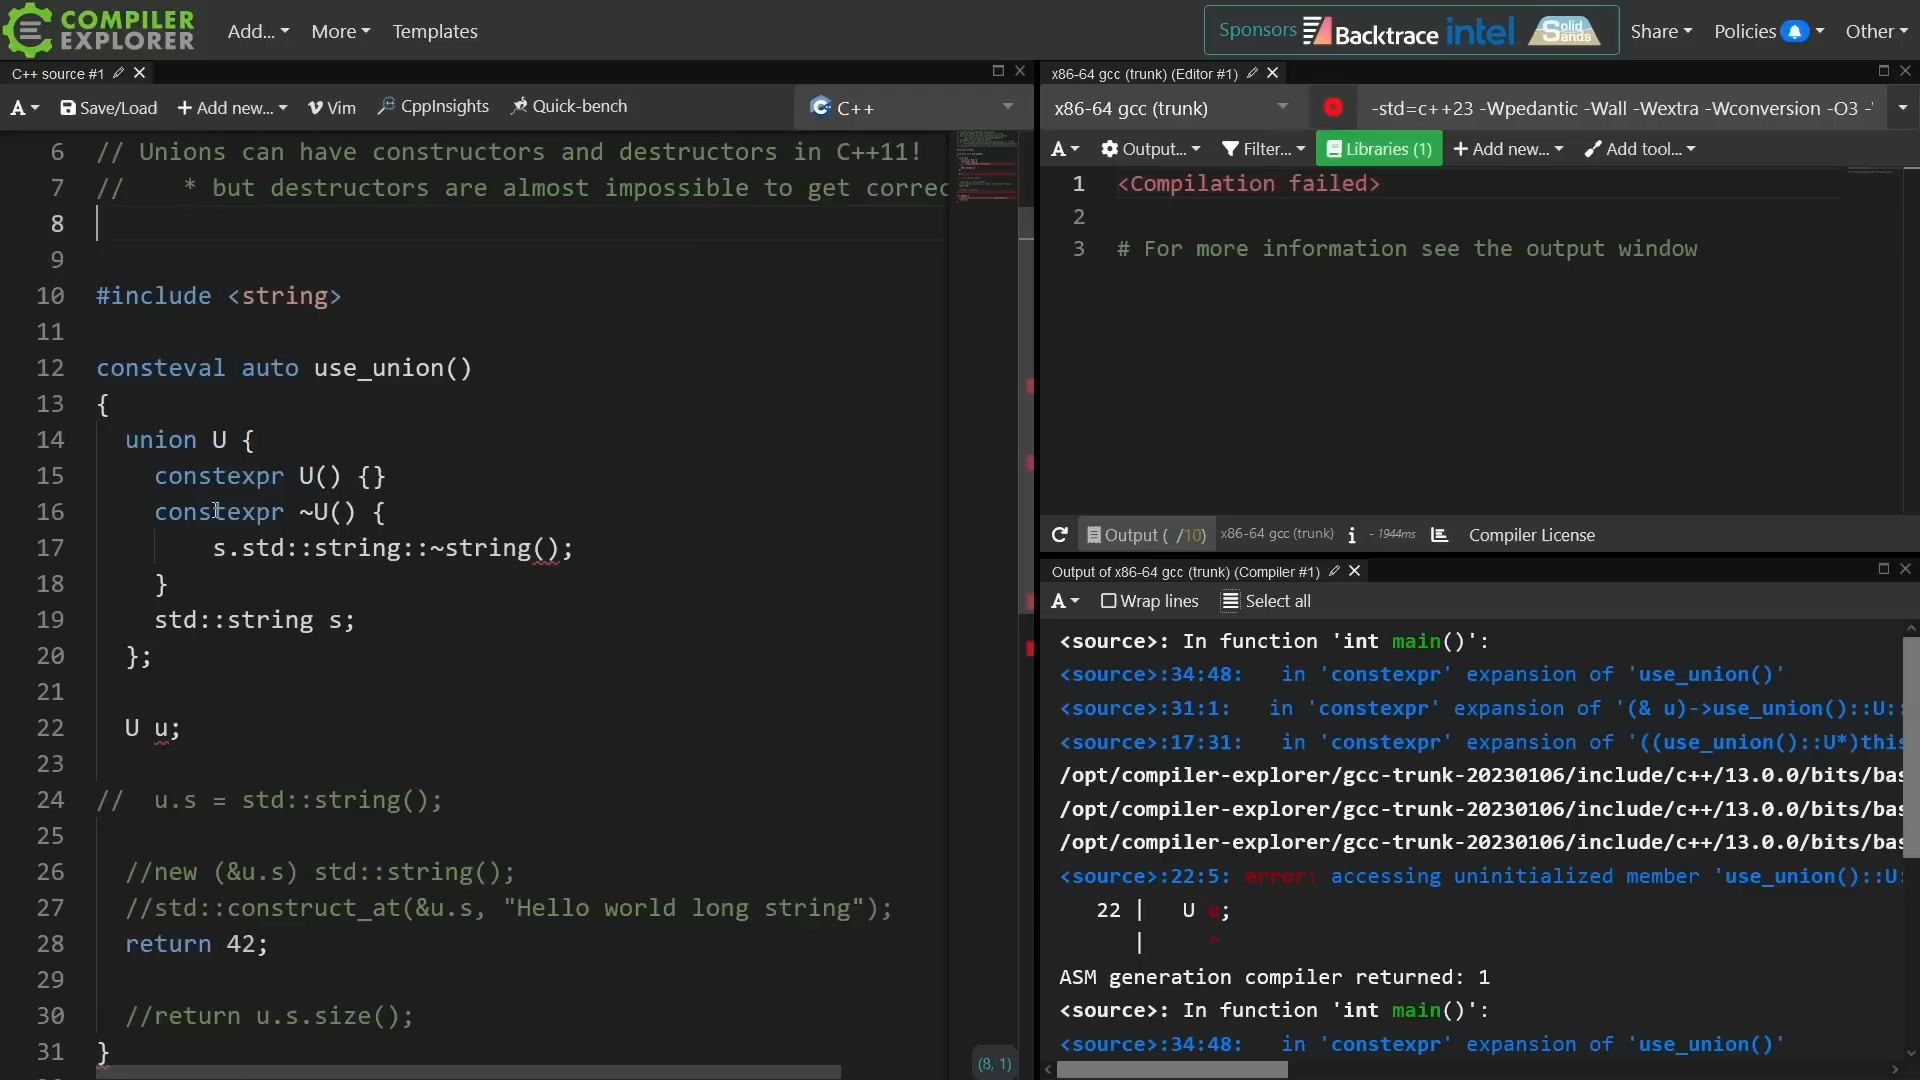 COMPILER
EXPLORER
Add...
More
Templates
Sponsors
Backtrace
intel
Solid
Sands
Share
Policies
Other
C++ source #1
A
Save/Load
Add new...
Vim
CppInsights
Quick-bench
C++
6 // Unions can have constructors and destructors in C++11!
7 //     * but destructors are almost impossible to get correc
8
9
10 #include <string>
11
12 consteval auto use_union()
13 {
14   union U {
15     constexpr U() {}
16     constexpr ~U() {
17         s.std::string::~string();
18     }
19     std::string s;
20   };
21
22   U u;
23
24 //  u.s = std::string();
25
26   //new (&u.s) std::string();
27   //std::construct_at(&u.s, "Hello world long string");
28   return 42;
29
30   //return u.s.size();
31 }
(8, 1)
x86-64 gcc (trunk) (Editor #1)
x86-64 gcc (trunk)
-std=c++23 -Wpedantic -Wall -Wextra -Wconversion -O3 -
A
Output...
Filter...
Libraries (1)
Add new...
Add tool...
1 <Compilation failed>
2
3 # For more information see the output window
Output ( /10)
x86-64 gcc (trunk)
i
- 1944ms
Compiler License
Output of x86-64 gcc (trunk) (Compiler #1)
A
Wrap lines
Select all
<source>: In function 'int main()':
<source>:34:48:   in 'constexpr' expansion of 'use_union()'
<source>:31:1:   in 'constexpr' expansion of '(& u)->use_union()::U::
<source>:17:31:   in 'constexpr' expansion of '((use_union()::U*)this
/opt/compiler-explorer/gcc-trunk-20230106/include/c++/13.0.0/bits/bas
/opt/compiler-explorer/gcc-trunk-20230106/include/c++/13.0.0/bits/bas
/opt/compiler-explorer/gcc-trunk-20230106/include/c++/13.0.0/bits/bas
<source>:22:5: error: accessing uninitialized member 'use_union()::U:
22 |   U u;
|     ^
ASM generation compiler returned: 1
<source>: In function 'int main()':
<source>:34:48:   in 'constexpr' expansion of 'use_union()'